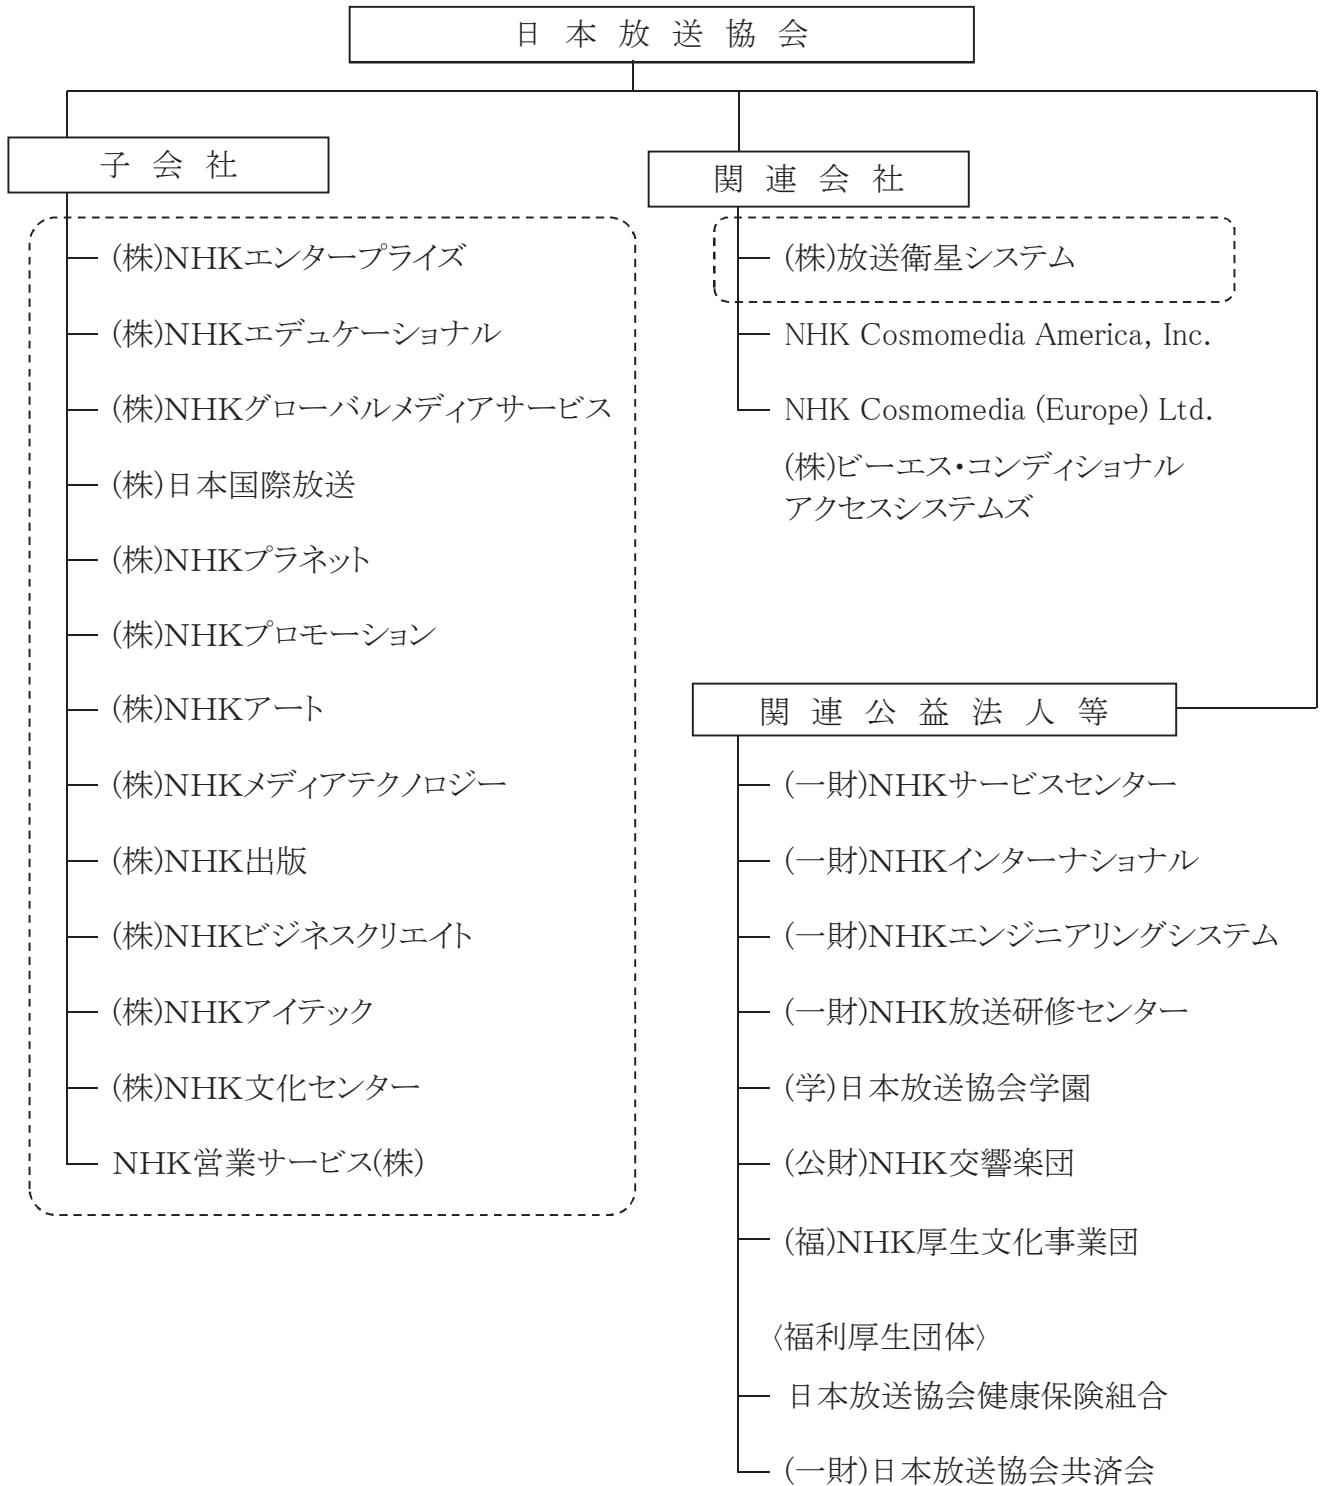 日本放送協会
子会社
(株)NHKエンタープライズ
(株)NHKエデュケーショナル
(株)NHKグローバルメディアサービス
(株)日本国際放送
(株)NHKプラネット
(株)NHKプロモーション
(株)NHKアート
(株)NHKメディアテクノロジー
(株)NHK出版
(株)NHKビジネスクリエイト
(株)NHKアイテック
(株)NHK文化センター
NHK営業サービス(株)
関連会社
(株)放送衛星システム
NHK Cosmomedia America, Inc.
NHK Cosmomedia (Europe) Ltd.
(株)ビーエス・コンディショナル
アクセスシステムズ
関連公益法人等
(一財)NHKサービスセンター
(一財)NHKインターナショナル
(一財)NHKエンジニアリングシステム
(一財)NHK放送研修センター
(学)日本放送協会学園
(公財)NHK交響楽団
(福)NHK厚生文化事業団
〈福利厚生団体〉
日本放送協会健康保険組合
(一財)日本放送協会共済会